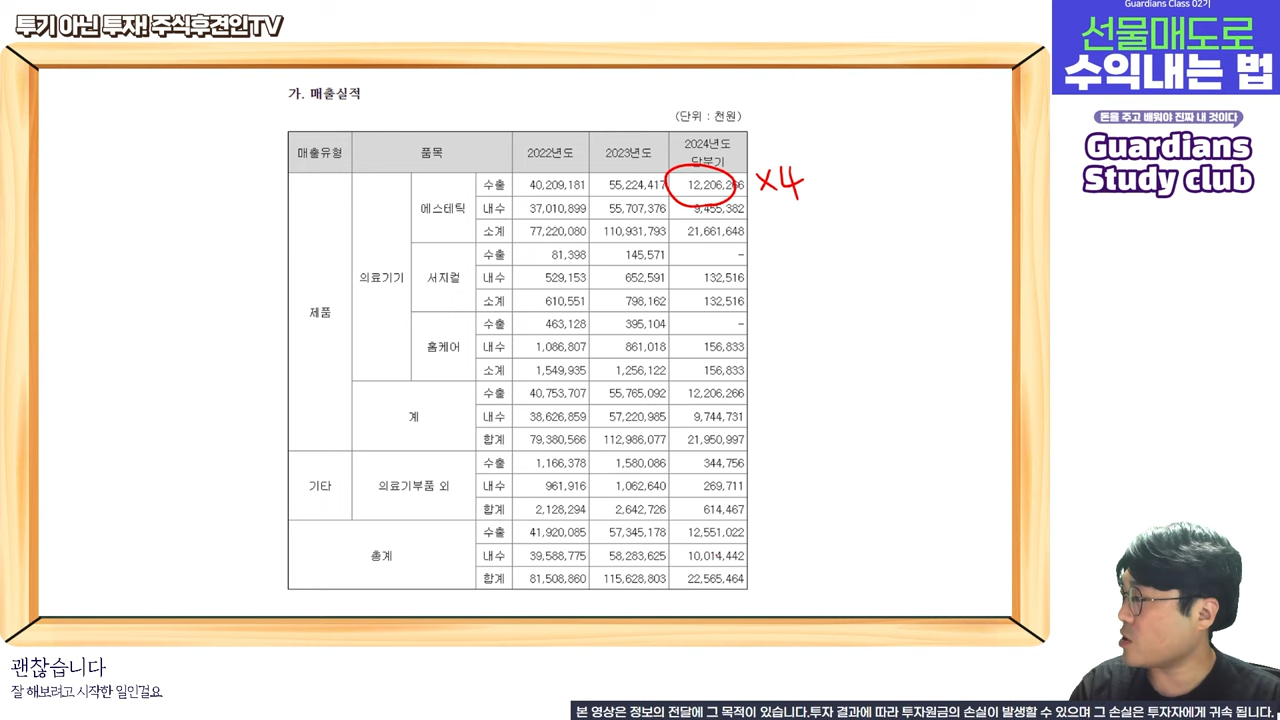 투기 아닌 투자! 주식후견인TV
Guardians Class 02기
선물매도로
수익내는 법
돈을 주고 배워야 진짜 내 것이다
Guardians
Study club
가. 매출실적
(단위 : 천원)
매출유형 품목 2022년도 2023년도 2024년도 당분기
제품 의료기기 에스테틱 수출 40,209,181 55,224,417 12,206,266 ×4
내수 37,010,899 55,707,376 9,455,382
소계 77,220,080 110,931,793 21,661,648
서지컬 수출 81,398 145,571 -
내수 529,153 652,591 132,516
소계 610,551 798,162 132,516
홈케어 수출 463,128 395,104 -
내수 1,086,807 861,018 156,833
소계 1,549,935 1,256,122 156,833
계 수출 40,753,707 55,765,092 12,206,266
내수 38,626,859 57,220,985 9,744,731
합계 79,380,566 112,986,077 21,950,997
기타 의료기부품 외 수출 1,166,378 1,580,086 344,756
내수 961,916 1,062,640 269,711
합계 2,128,294 2,642,726 614,467
총계 수출 41,920,085 57,345,178 12,551,022
내수 39,588,775 58,283,625 10,014,442
합계 81,508,860 115,628,803 22,565,464
괜찮습니다
잘 해보려고 시작한 일인걸요
본 영상은 정보의 전달에 그 목적이 있습니다.투자 결과에 따라 투자원금의 손실이 발생할 수 있으며 그 손실은 투자자에게 귀속 됩니다.